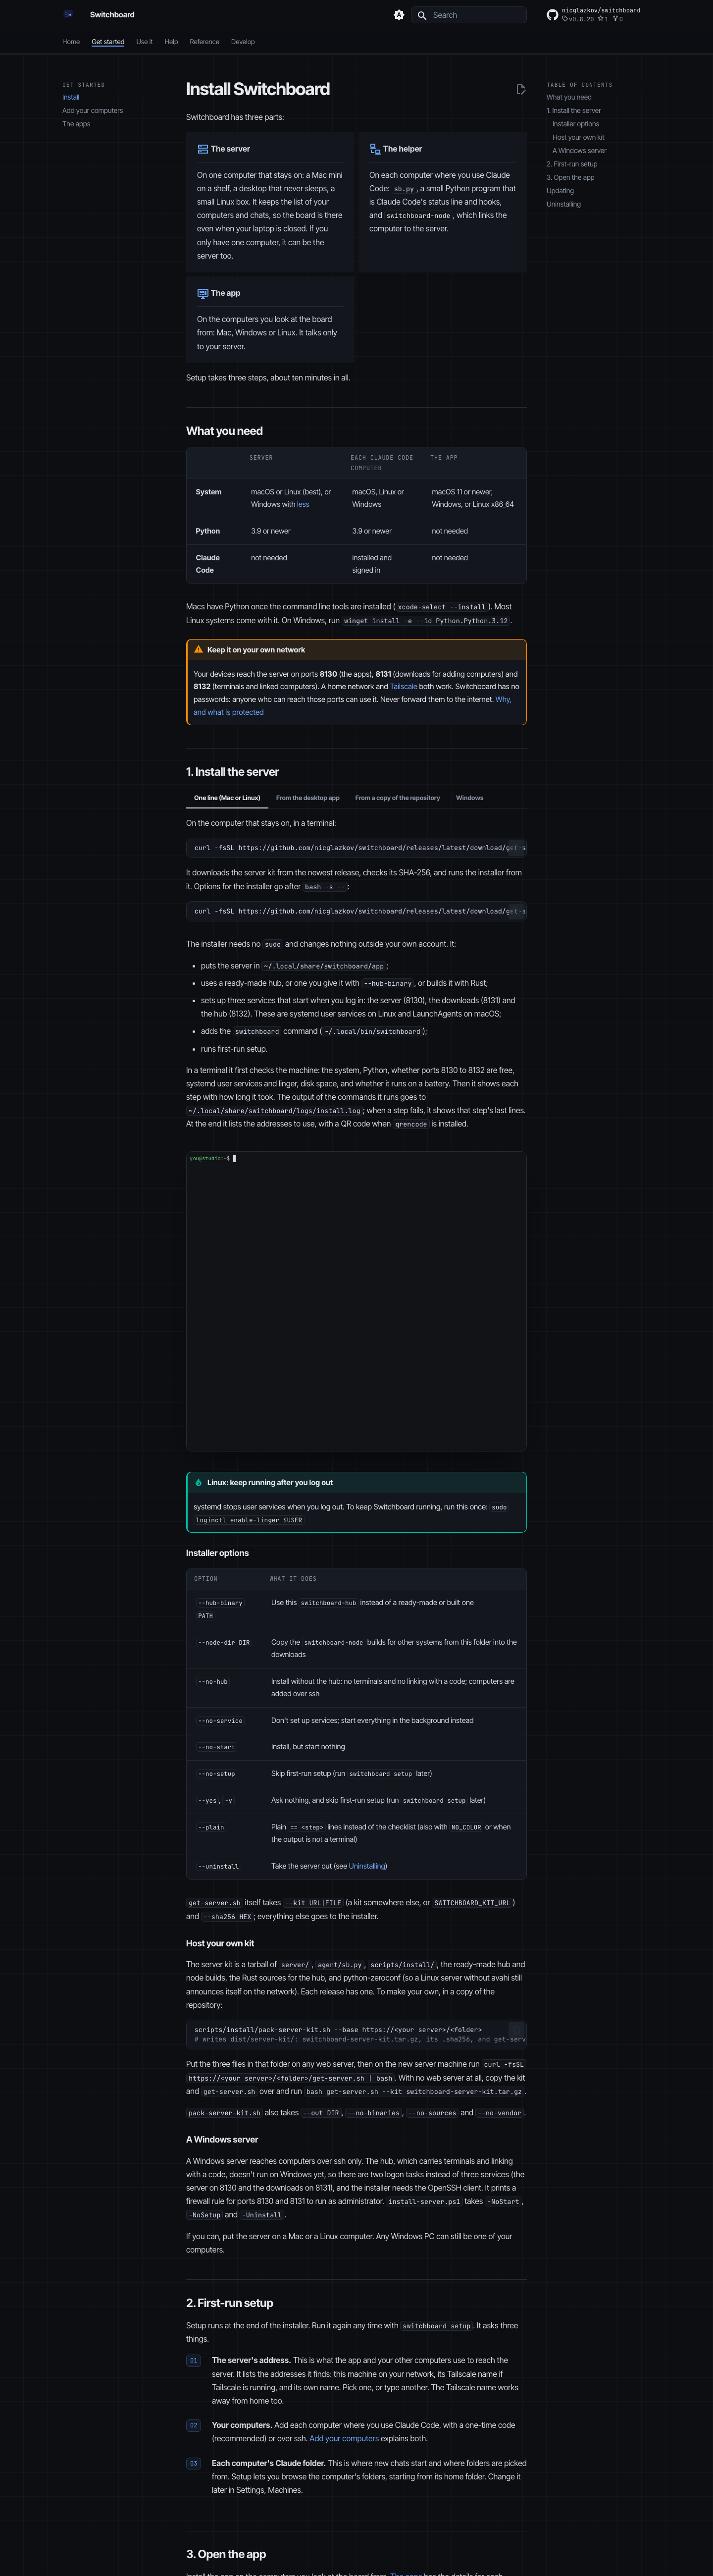 Switchboard
Search
nicglazkov/switchboard
v0.8.20 1 0
Home Get started Use it Help Reference Develop
GET STARTED
Install
Add your computers
The apps
TABLE OF CONTENTS
What you need
1. Install the server
Installer options
Host your own kit
A Windows server
2. First-run setup
3. Open the app
Updating
Uninstalling
Install Switchboard
Switchboard has three parts:
The server
On one computer that stays on: a Mac mini
on a shelf, a desktop that never sleeps, a
small Linux box. It keeps the list of your
computers and chats, so the board is there
even when your laptop is closed. If you
only have one computer, it can be the
server too.
The helper
On each computer where you use Claude
Code: sb.py, a small Python program that
is Claude Code's status line and hooks,
and switchboard-node, which links the
computer to the server.
The app
On the computers you look at the board
from: Mac, Windows or Linux. It talks only
to your server.
Setup takes three steps, about ten minutes in all.
What you need
SERVER
EACH CLAUDE CODE
COMPUTER
THE APP
System
macOS or Linux (best), or
Windows with less
macOS, Linux or
Windows
macOS 11 or newer,
Windows, or Linux x86_64
Python
3.9 or newer
3.9 or newer
not needed
Claude
Code
not needed
installed and
signed in
not needed
Macs have Python once the command line tools are installed (xcode-select --install). Most
Linux systems come with it. On Windows, run winget install -e --id Python.Python.3.12.
Keep it on your own network
Your devices reach the server on ports 8130 (the apps), 8131 (downloads for adding computers) and
8132 (terminals and linked computers). A home network and Tailscale both work. Switchboard has no
passwords: anyone who can reach those ports can use it. Never forward them to the internet. Why,
and what is protected
1. Install the server
One line (Mac or Linux) From the desktop app From a copy of the repository Windows
On the computer that stays on, in a terminal:
curl -fsSL https://github.com/nicglazkov/switchboard/releases/latest/download/get-s
It downloads the server kit from the newest release, checks its SHA-256, and runs the installer from
it. Options for the installer go after bash -s --:
curl -fsSL https://github.com/nicglazkov/switchboard/releases/latest/download/get-s
The installer needs no sudo and changes nothing outside your own account. It:
puts the server in ~/.local/share/switchboard/app;
uses a ready-made hub, or one you give it with --hub-binary, or builds it with Rust;
sets up three services that start when you log in: the server (8130), the downloads (8131) and
the hub (8132). These are systemd user services on Linux and LaunchAgents on macOS;
adds the switchboard command (~/.local/bin/switchboard);
runs first-run setup.
In a terminal it first checks the machine: the system, Python, whether ports 8130 to 8132 are free,
systemd user services and linger, disk space, and whether it runs on a battery. Then it shows each
step with how long it took. The output of the commands it runs goes to
~/.local/share/switchboard/logs/install.log; when a step fails, it shows that step's last lines.
At the end it lists the addresses to use, with a QR code when qrencode is installed.
you@studio:~$
Linux: keep running after you log out
systemd stops user services when you log out. To keep Switchboard running, run this once: sudo
loginctl enable-linger $USER
Installer options
OPTION WHAT IT DOES
--hub-binary
PATH
Use this switchboard-hub instead of a ready-made or built one
--node-dir DIR
Copy the switchboard-node builds for other systems from this folder into the
downloads
--no-hub
Install without the hub: no terminals and no linking with a code; computers are
added over ssh
--no-service
Don't set up services; start everything in the background instead
--no-start
Install, but start nothing
--no-setup
Skip first-run setup (run switchboard setup later)
--yes, -y
Ask nothing, and skip first-run setup (run switchboard setup later)
--plain
Plain == <step> lines instead of the checklist (also with NO_COLOR or when
the output is not a terminal)
--uninstall
Take the server out (see Uninstalling)
get-server.sh itself takes --kit URL|FILE (a kit somewhere else, or SWITCHBOARD_KIT_URL)
and --sha256 HEX; everything else goes to the installer.
Host your own kit
The server kit is a tarball of server/, agent/sb.py, scripts/install/, the ready-made hub and
node builds, the Rust sources for the hub, and python-zeroconf (so a Linux server without avahi still
announces itself on the network). Each release has one. To make your own, in a copy of the
repository:
scripts/install/pack-server-kit.sh --base https://<your server>/<folder>
# writes dist/server-kit/: switchboard-server-kit.tar.gz, its .sha256, and get-serv
Put the three files in that folder on any web server, then on the new server machine run curl -fsSL
https://<your server>/<folder>/get-server.sh | bash. With no web server at all, copy the kit
and get-server.sh over and run bash get-server.sh --kit switchboard-server-kit.tar.gz.
pack-server-kit.sh also takes --out DIR, --no-binaries, --no-sources and --no-vendor.
A Windows server
A Windows server reaches computers over ssh only. The hub, which carries terminals and linking
with a code, doesn't run on Windows yet, so there are two logon tasks instead of three services (the
server on 8130 and the downloads on 8131), and the installer needs the OpenSSH client. It prints a
firewall rule for ports 8130 and 8131 to run as administrator. install-server.ps1 takes -NoStart,
-NoSetup and -Uninstall.
If you can, put the server on a Mac or a Linux computer. Any Windows PC can still be one of your
computers.
2. First-run setup
Setup runs at the end of the installer. Run it again any time with switchboard setup. It asks three
things.
01 The server's address. This is what the app and your other computers use to reach the
server. It lists the addresses it finds: this machine on your network, its Tailscale name if
Tailscale is running, and its own name. Pick one, or type another. The Tailscale name works
away from home too.
02 Your computers. Add each computer where you use Claude Code, with a one-time code
(recommended) or over ssh. Add your computers explains both.
03 Each computer's Claude folder. This is where new chats start and where folders are picked
from. Setup lets you browse the computer's folders, starting from its home folder. Change it
later in Settings, Machines.
3. Open the app